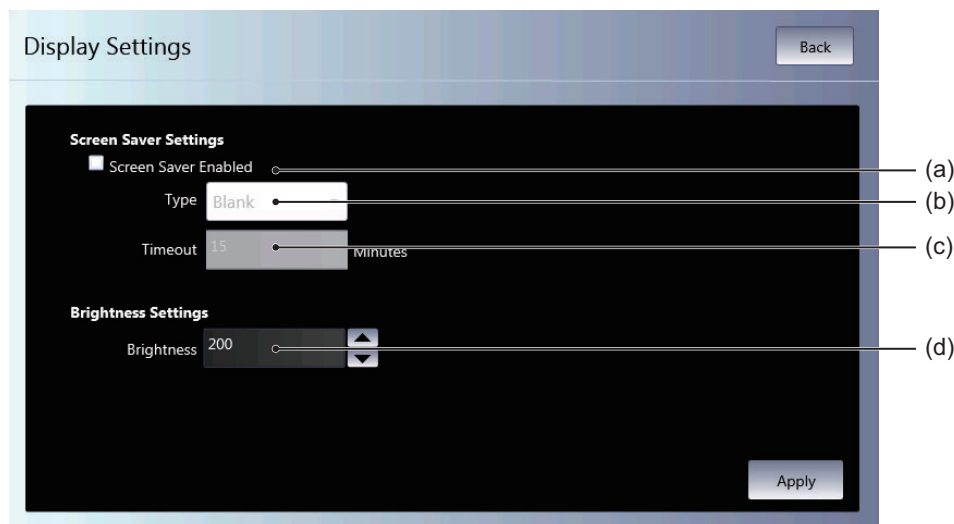 Display Settings
Back
Screen Saver Settings
Screen Saver Enabled
(a)
Type Blank
(b)
Timeout 15 Minutes
(c)
Brightness Settings
Brightness 200
(d)
Apply